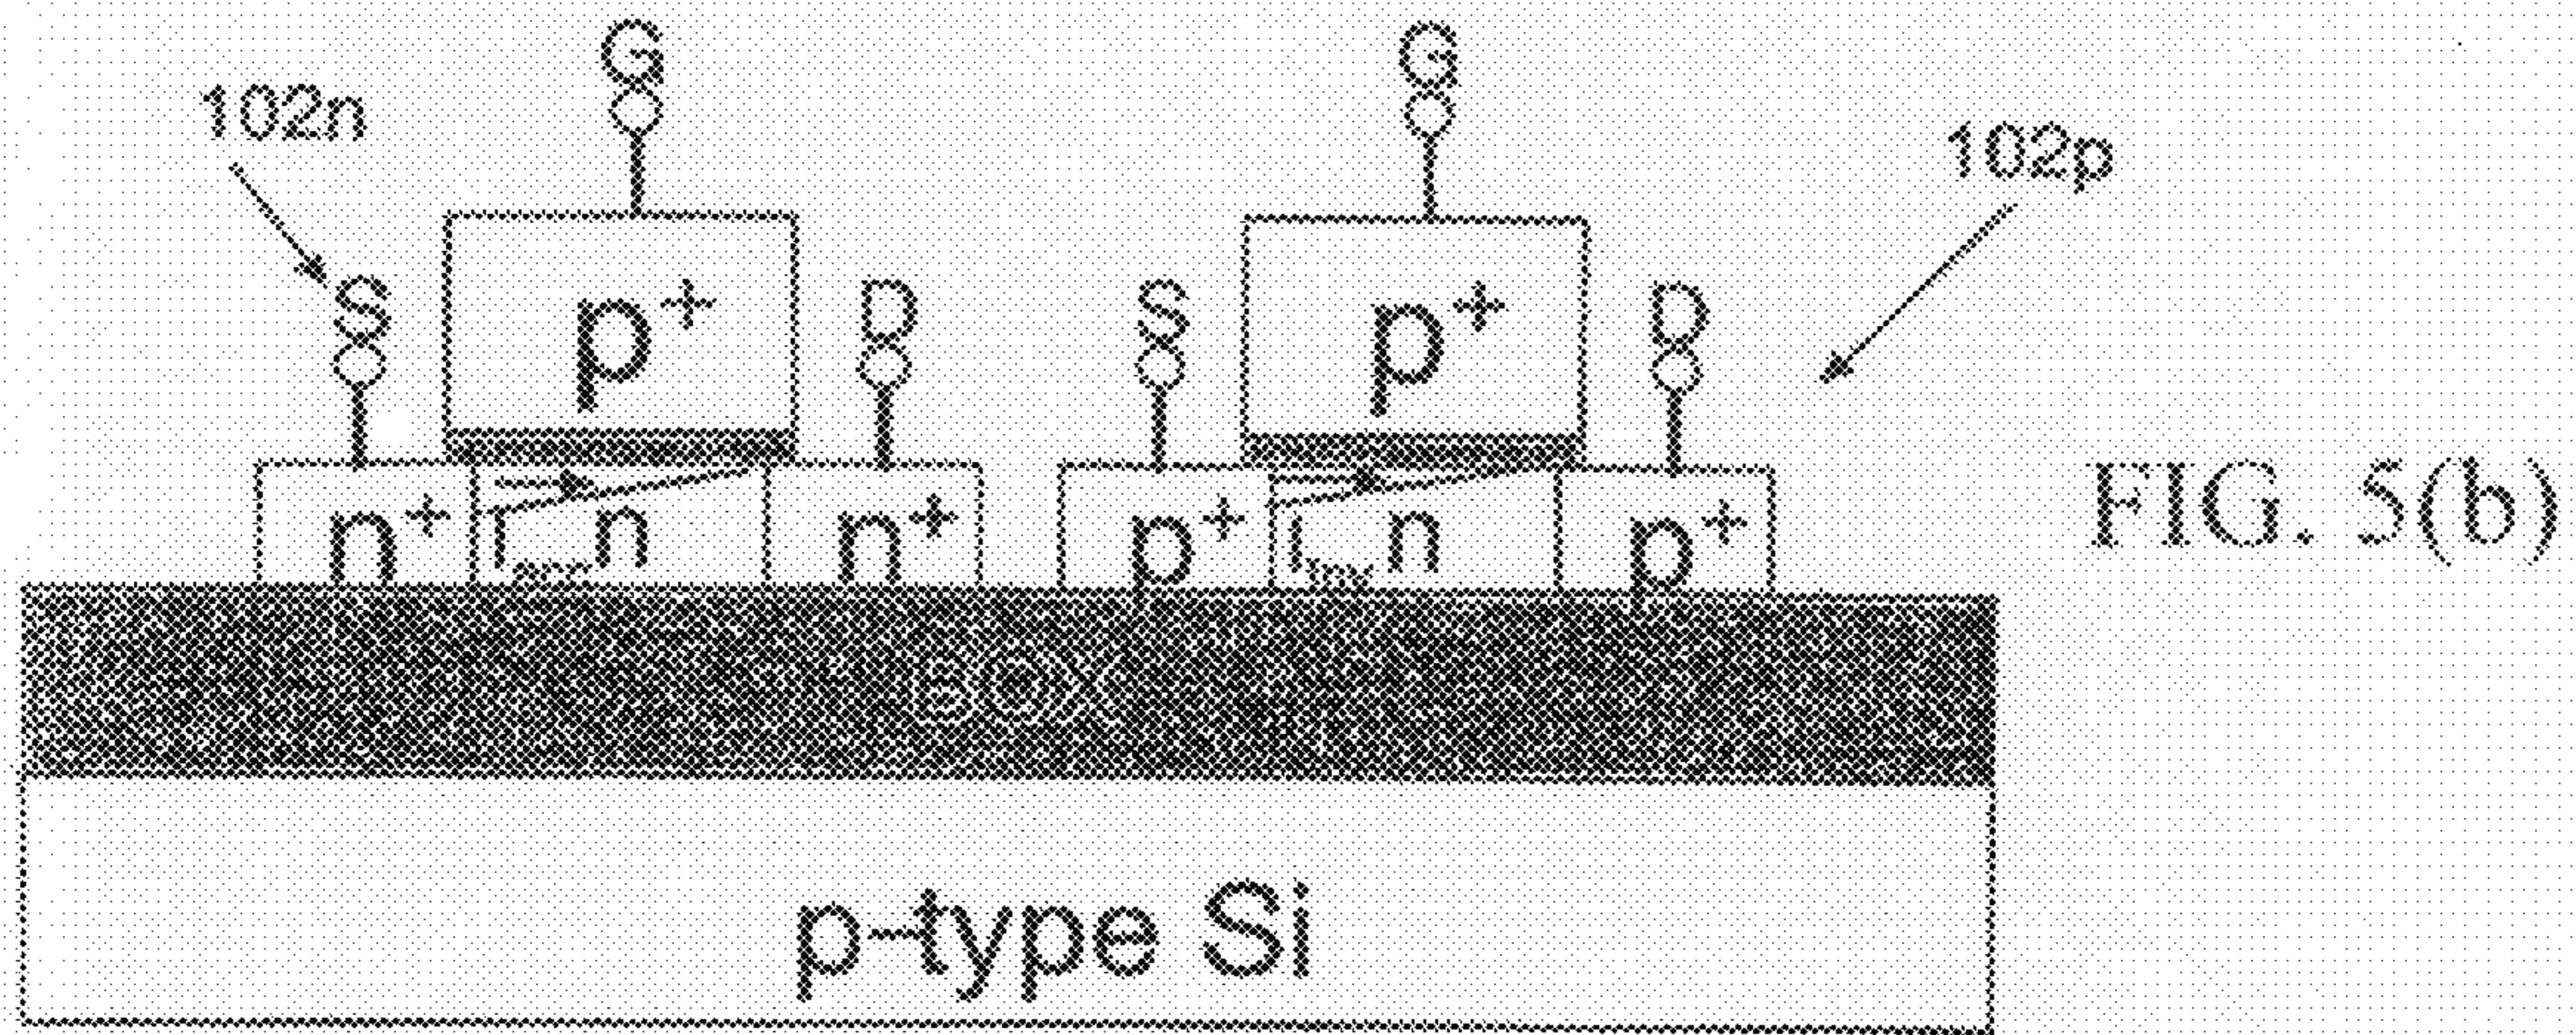 G G
102n 102p
S p+ D S p+ D
n+ I n n+ p+ I n p+
FIG. 5(b)
BOX
p-type Si